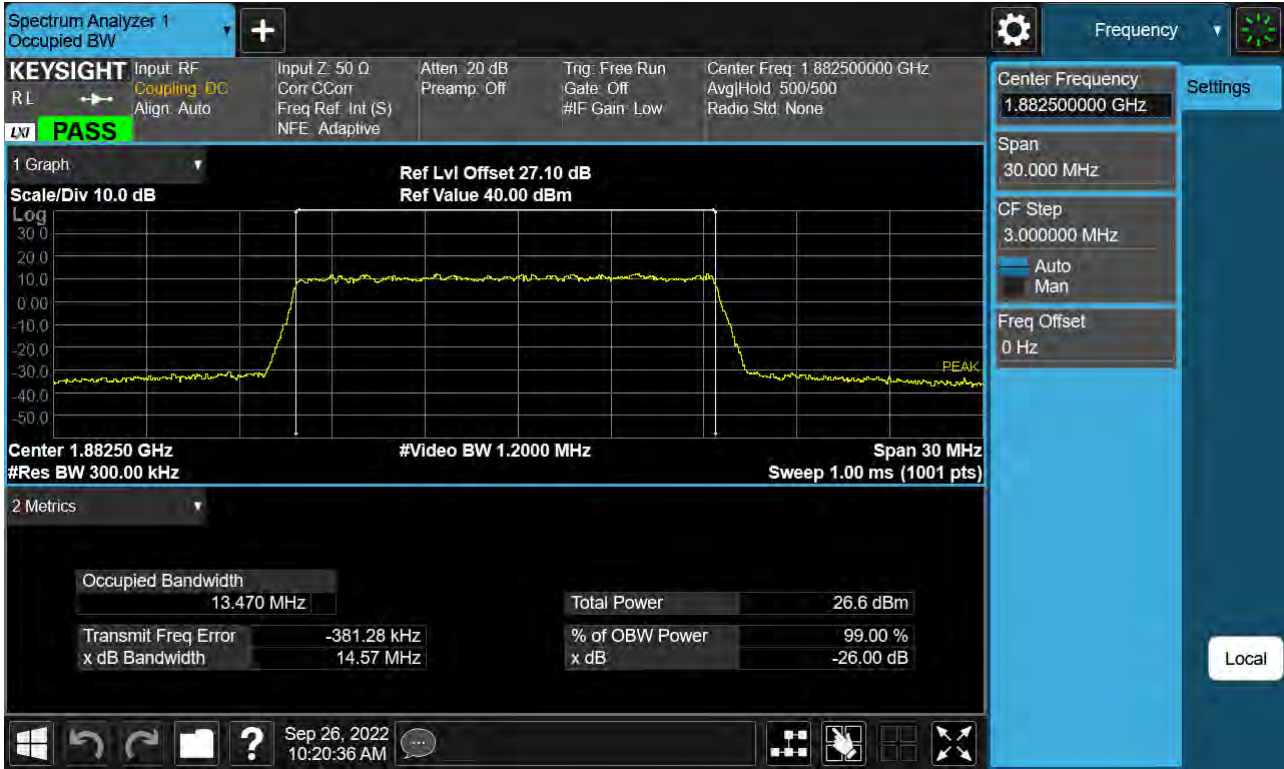 Spectrum Analyzer 1
Occupied BW
+
Frequency
KEYSIGHT
R L
LXI
PASS
Input: RF
Coupling: DC
Align: Auto
Input Z: 50 Ω
Corr CCorr
Freq Ref: Int (S)
NFE: Adaptive
Atten: 20 dB
Preamp: Off
Trig: Free Run
Gate: Off
#IF Gain: Low
Center Freq: 1.882500000 GHz
Avg|Hold: 500/500
Radio Std: None
Center Frequency
1.882500000 GHz
Settings
Span
30.000 MHz
CF Step
3.000000 MHz
Auto
Man
Freq Offset
0 Hz
Local
1 Graph
Scale/Div 10.0 dB
Ref Lvl Offset 27.10 dB
Ref Value 40.00 dBm
Log
30.0
20.0
10.0
0.00
-10.0
-20.0
-30.0
-40.0
-50.0
PEAK
Center 1.88250 GHz
#Video BW 1.2000 MHz
Span 30 MHz
#Res BW 300.00 kHz
Sweep 1.00 ms (1001 pts)
2 Metrics
Occupied Bandwidth
13.470 MHz
Total Power 26.6 dBm
Transmit Freq Error -381.28 kHz
% of OBW Power 99.00 %
x dB Bandwidth 14.57 MHz
x dB -26.00 dB
?
Sep 26, 2022
10:20:36 AM